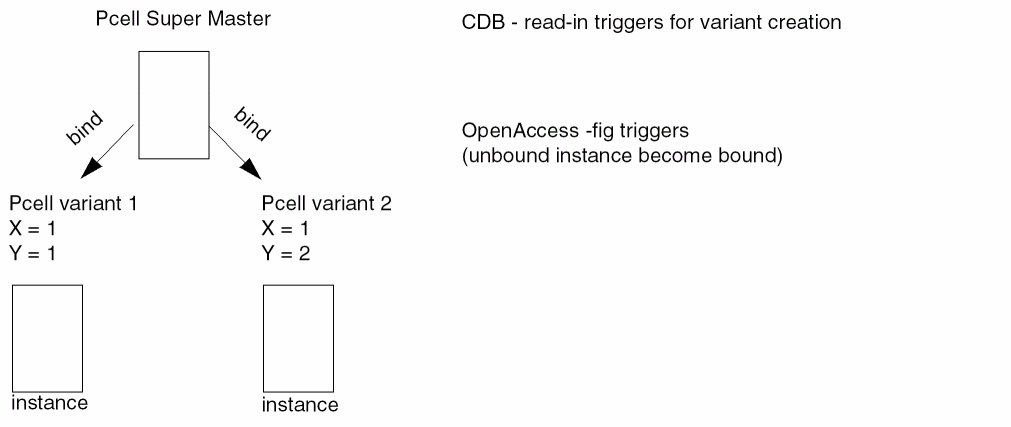 Pcell Super Master
CDB - read-in triggers for variant creation
bind
bind
OpenAccess -fig triggers
(unbound instance become bound)
Pcell variant 1
X = 1
Y = 1
Pcell variant 2
X = 1
Y = 2
instance
instance